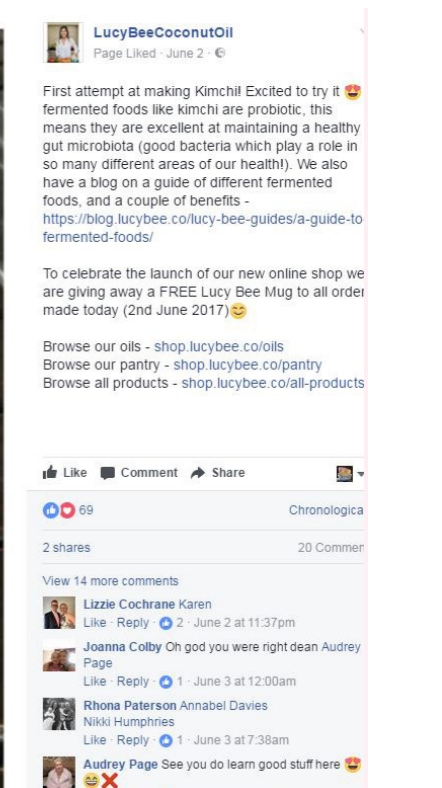 LucyBeeCoconutOil
Page Liked · June 2 ·
First attempt at making Kimchi! Excited to try it 😍
fermented foods like kimchi are probiotic, this
means they are excellent at maintaining a healthy
gut microbiota (good bacteria which play a role in
so many different areas of our health!). We also
have a blog on a guide of different fermented
foods, and a couple of benefits -
https://blog.lucybee.co/lucy-bee-guides/a-guide-to-
fermented-foods/
To celebrate the launch of our new online shop we
are giving away a FREE Lucy Bee Mug to all order
made today (2nd June 2017)😊
Browse our oils - shop.lucybee.co/oils
Browse our pantry - shop.lucybee.co/pantry
Browse all products - shop.lucybee.co/all-products
Like Comment Share
69 Chronologica
2 shares 20 Commen
View 14 more comments
Lizzie Cochrane Karen
Like · Reply · 2 · June 2 at 11:37pm
Joanna Colby Oh god you were right dean Audrey
Page
Like · Reply · 1 · June 3 at 12:00am
Rhona Paterson Annabel Davies
Nikki Humphries
Like · Reply · 1 · June 3 at 7:38am
Audrey Page See you do learn good stuff here 😍
😄❌